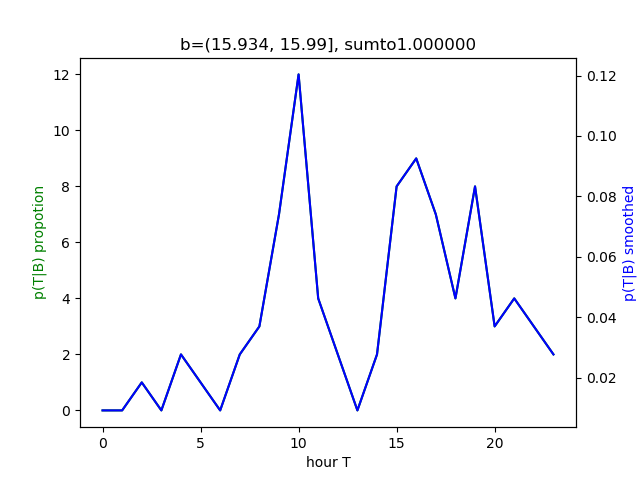 b=(15.934, 15.99], sumto1.000000
12
10
8
6
4
2
0
p(T|B) propotion
0.12
0.10
0.08
0.06
0.04
0.02
p(T|B) smoothed
0 5 10 15 20
hour T